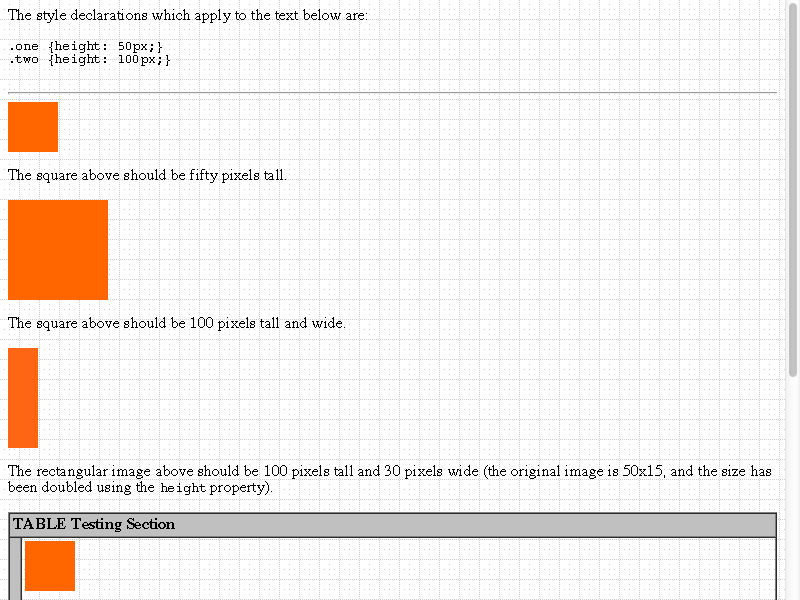 The style declarations which apply to the text below are:
.one {height: 50px;}
.two {height: 100px;}
The square above should be fifty pixels tall.
The square above should be 100 pixels tall and wide.
The rectangular image above should be 100 pixels tall and 30 pixels wide (the original image is 50x15, and the size has
been doubled using the height property).
TABLE Testing Section